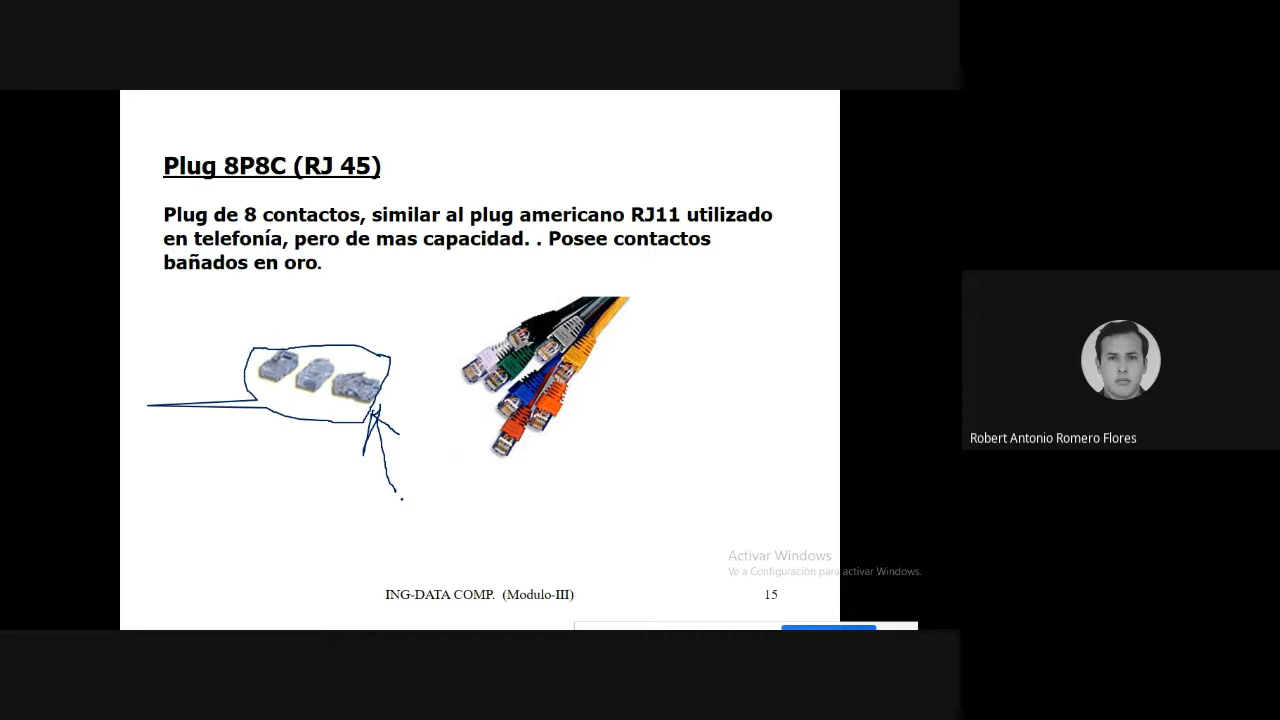 Plug 8P8C (RJ 45)
Plug de 8 contactos, similar al plug americano RJ11 utilizado
en telefonía, pero de mas capacidad. . Posee contactos
bañados en oro.
Robert Antonio Romero Flores
Activar Windows
Ve a Configuración para activar Windows.
ING-DATA COMP.  (Modulo-III)
15